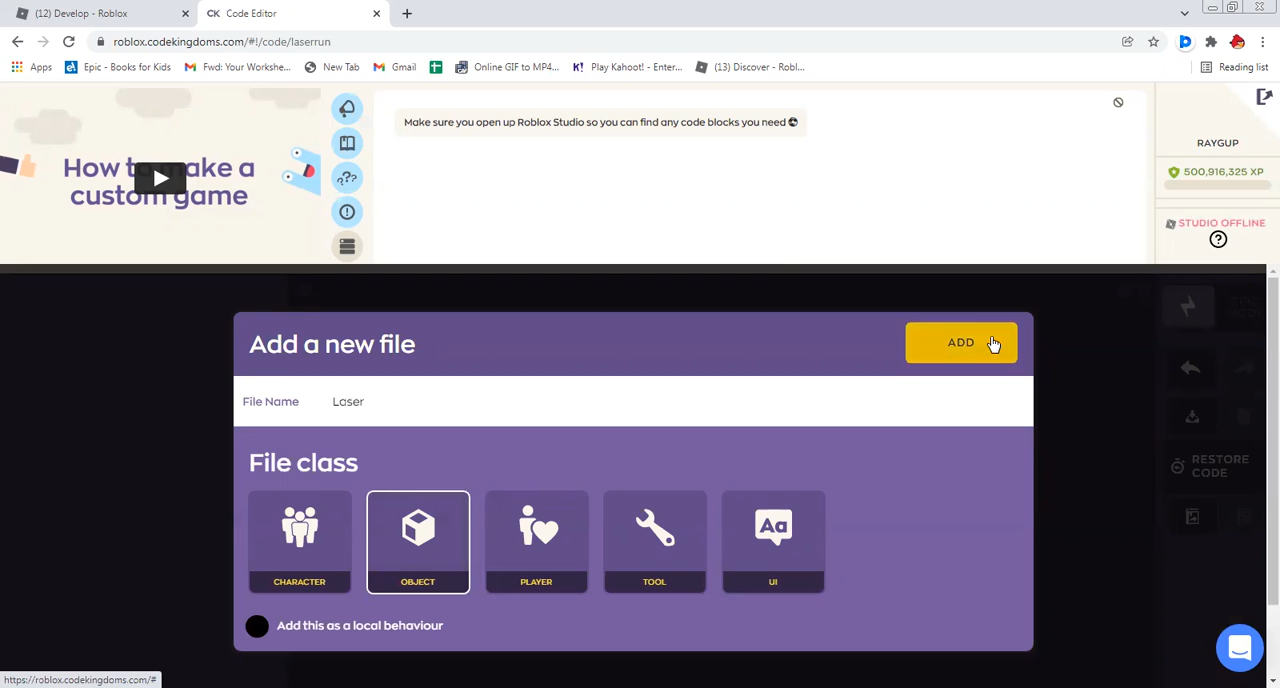 (12) Develop - Roblox
CK Code Editor
roblox.codekingdoms.com/#!/code/laserrun
Apps
Epic - Books for Kids
Fwd: Your Workshe...
New Tab
Gmail
Online GIF to MP4...
K! Play Kahoot! - Enter...
(13) Discover - Robl...
Reading list
How to make a
custom game
Make sure you open up Roblox Studio so you can find any code blocks you need 😎
RAYGUP
500,916,325 XP
STUDIO OFFLINE
Add a new file
ADD
File Name Laser
File class
CHARACTER
OBJECT
PLAYER
TOOL
Aa
UI
Add this as a local behaviour
RESTORE
CODE
https://roblox.codekingdoms.com/#